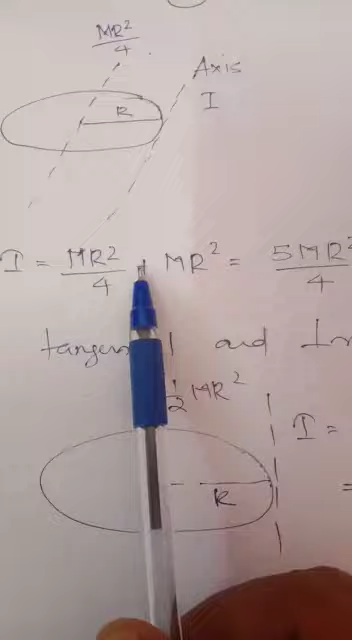 MR²/4
Axis
R
I
I = MR²/4 + MR² = 5MR²/4
and
1/2 MR²
I =
R
=